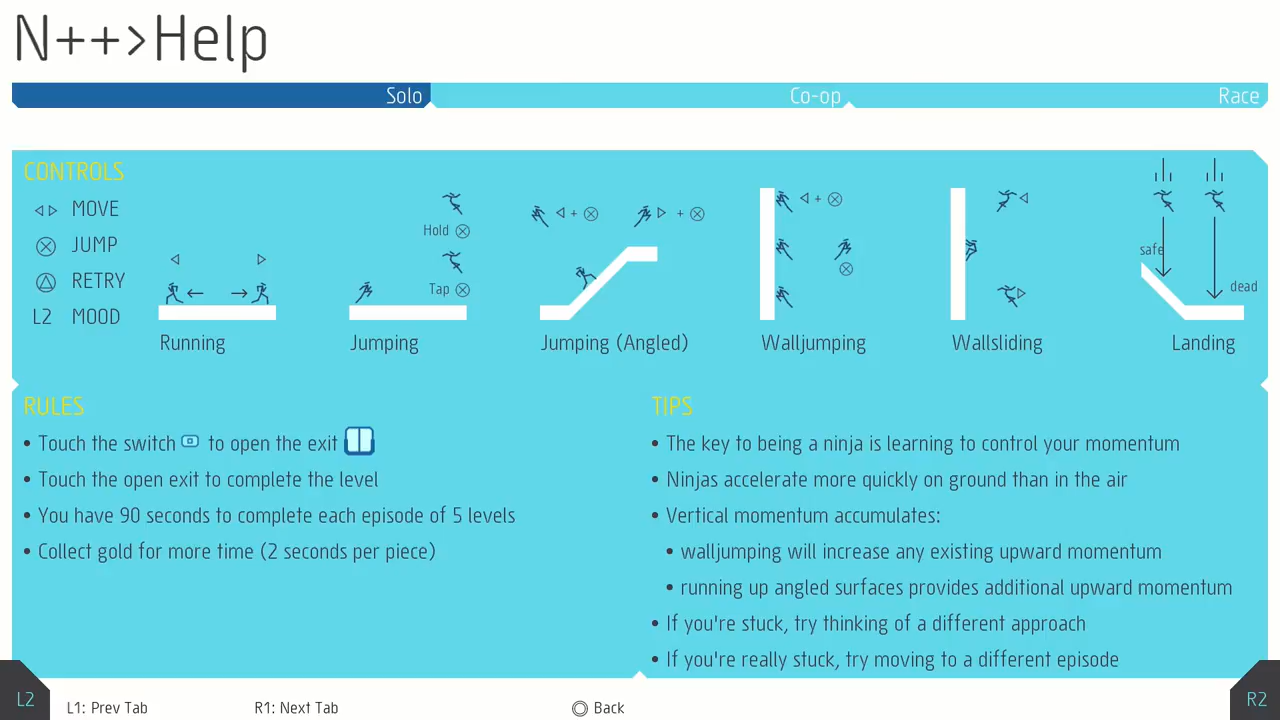 N++>Help
Solo
Co-op
Race
CONTROLS
MOVE
JUMP
RETRY
L2 MOOD
Running
Hold
Tap
Jumping
+
+
Jumping (Angled)
+
Walljumping
Wallsliding
safe
dead
Landing
RULES
• Touch the switch to open the exit
• Touch the open exit to complete the level
• You have 90 seconds to complete each episode of 5 levels
• Collect gold for more time (2 seconds per piece)
TIPS
• The key to being a ninja is learning to control your momentum
• Ninjas accelerate more quickly on ground than in the air
• Vertical momentum accumulates:
• walljumping will increase any existing upward momentum
• running up angled surfaces provides additional upward momentum
• If you're stuck, try thinking of a different approach
• If you're really stuck, try moving to a different episode
L2
L1: Prev Tab
R1: Next Tab
Back
R2